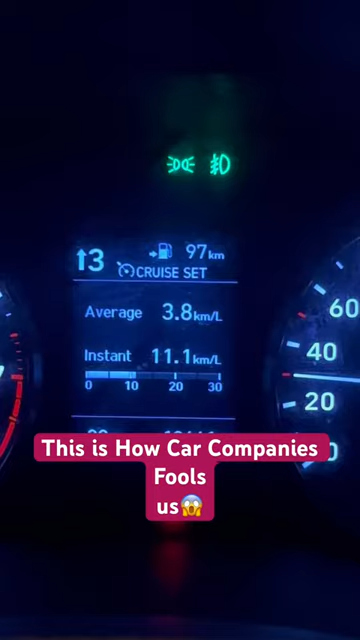 ↑3
97km
CRUISE SET
Average 3.8km/L
Instant 11.1km/L
0 10 20 30
60
40
20
This is How Car Companies
Fools
us😱